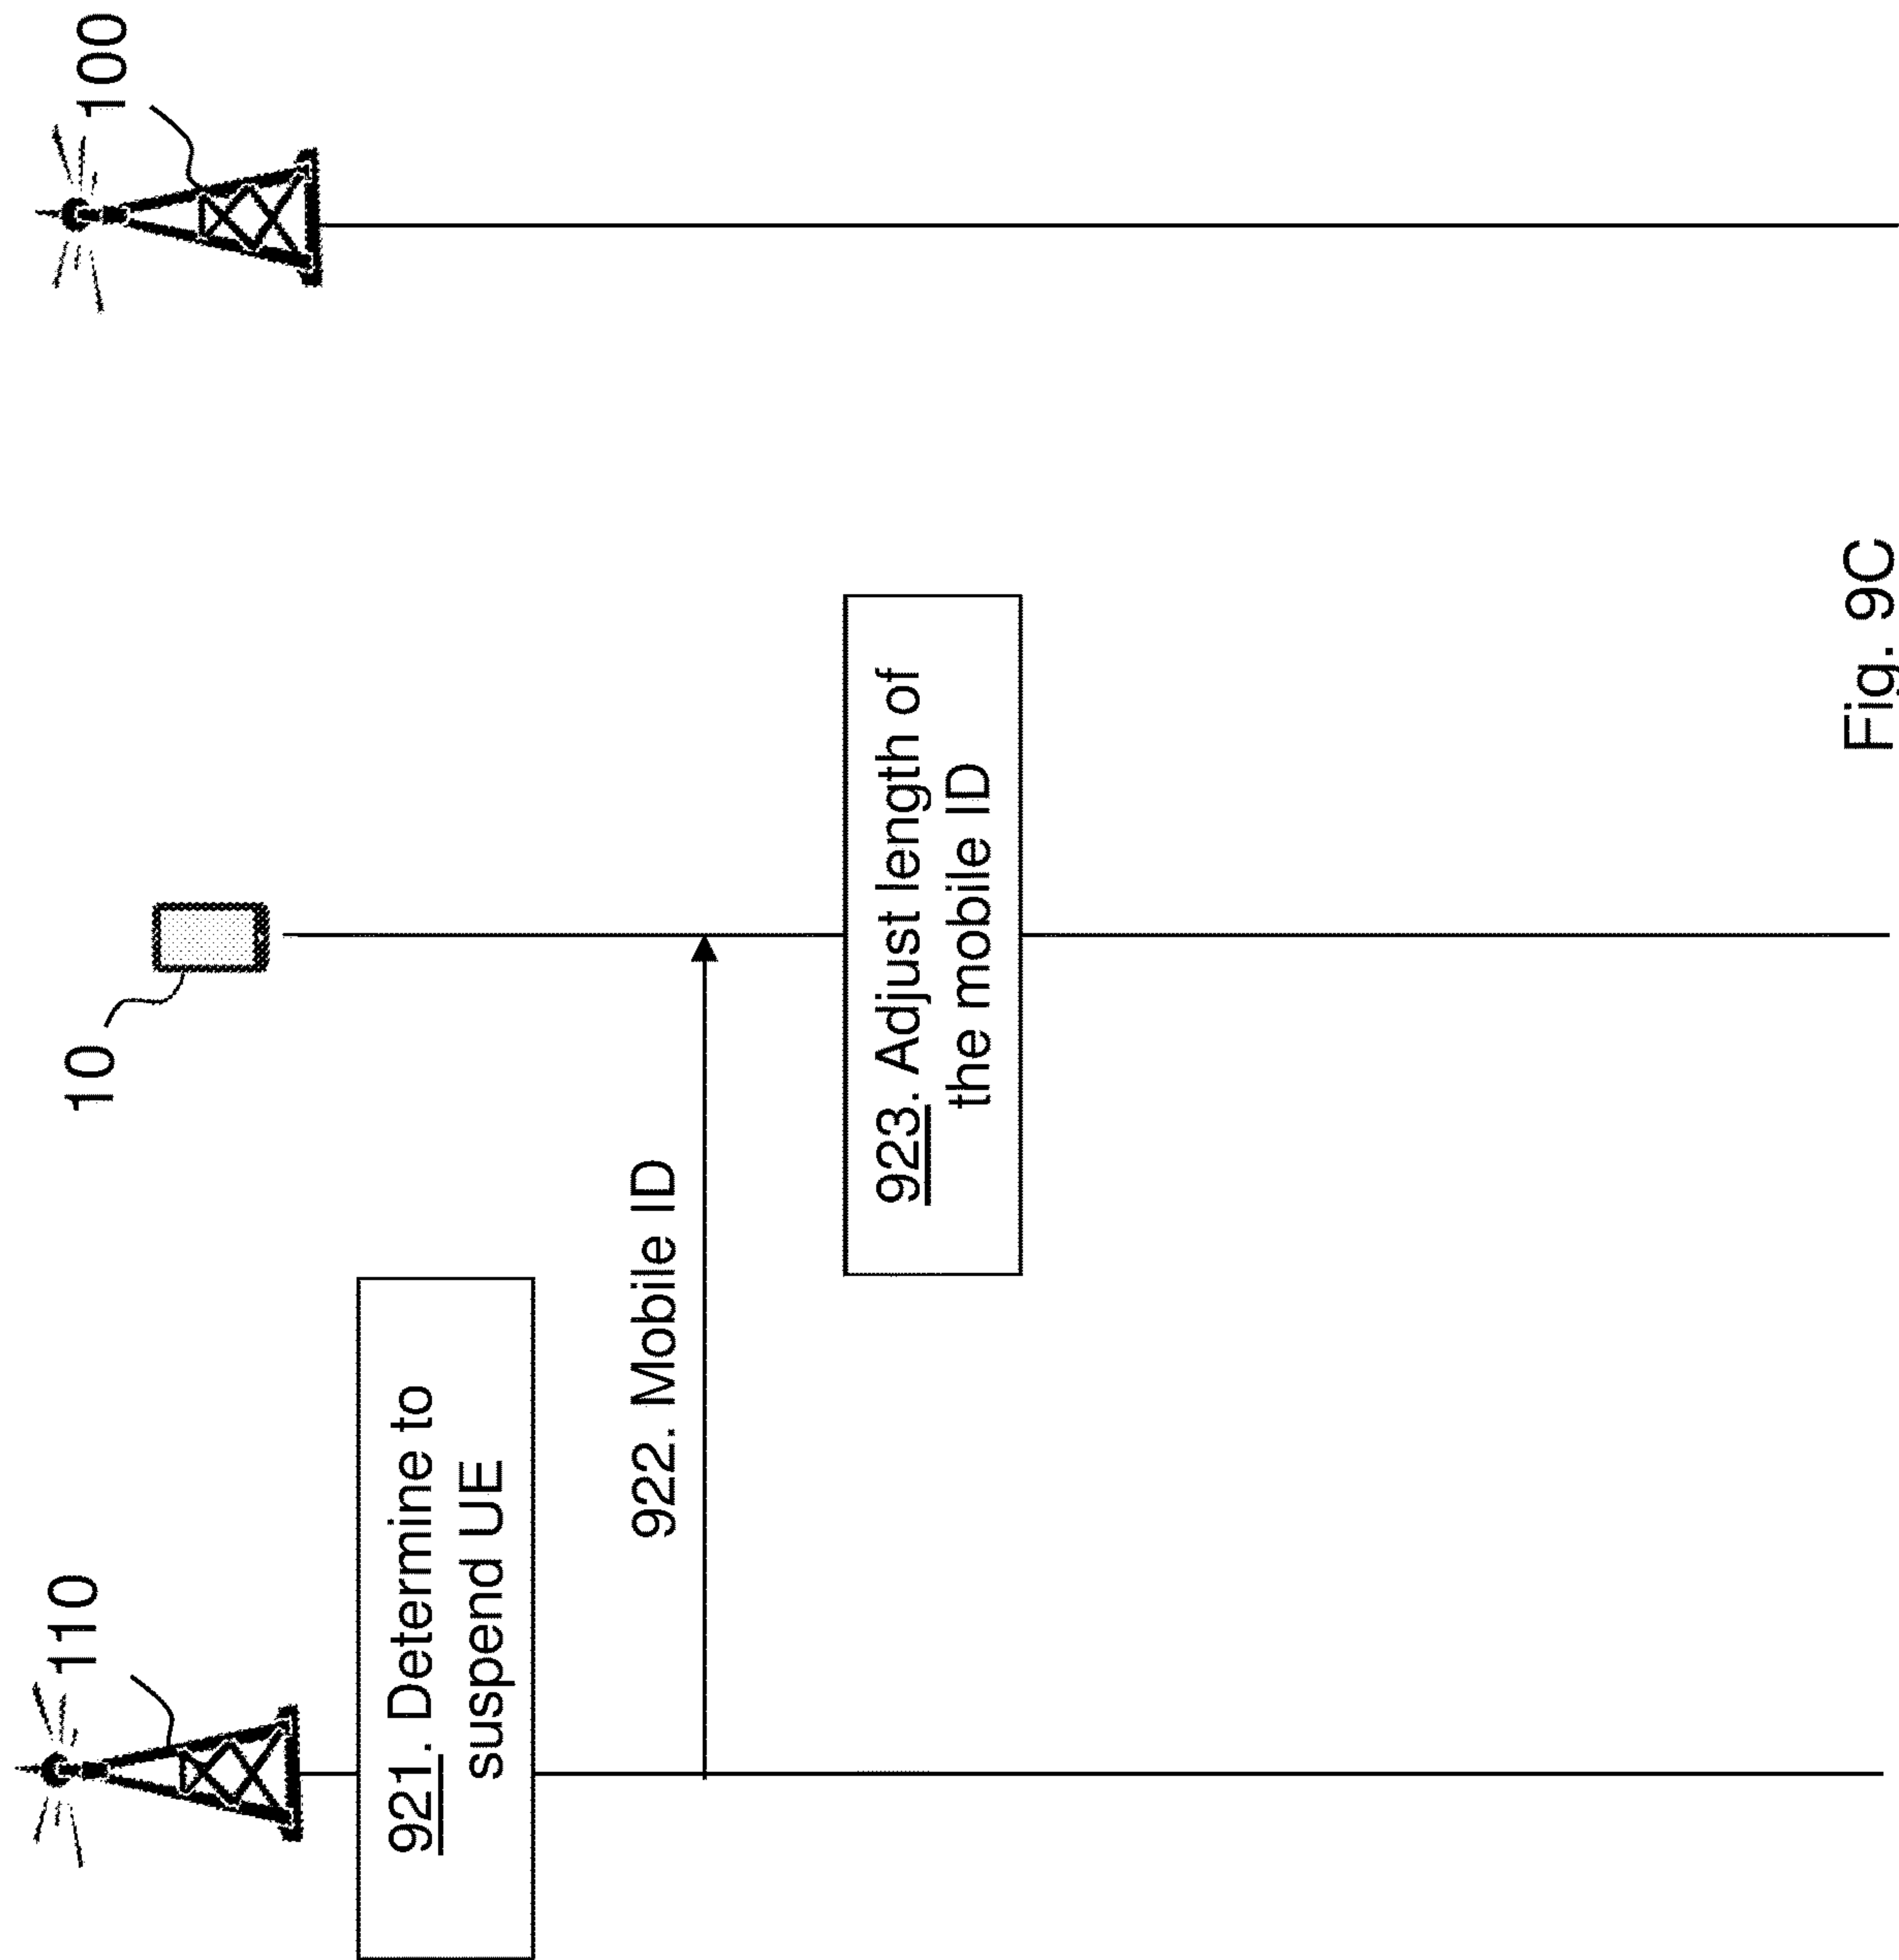 110
10
100
921. Determine to
suspend UE
922. Mobile ID
923. Adjust length of
the mobile ID
Fig. 9C